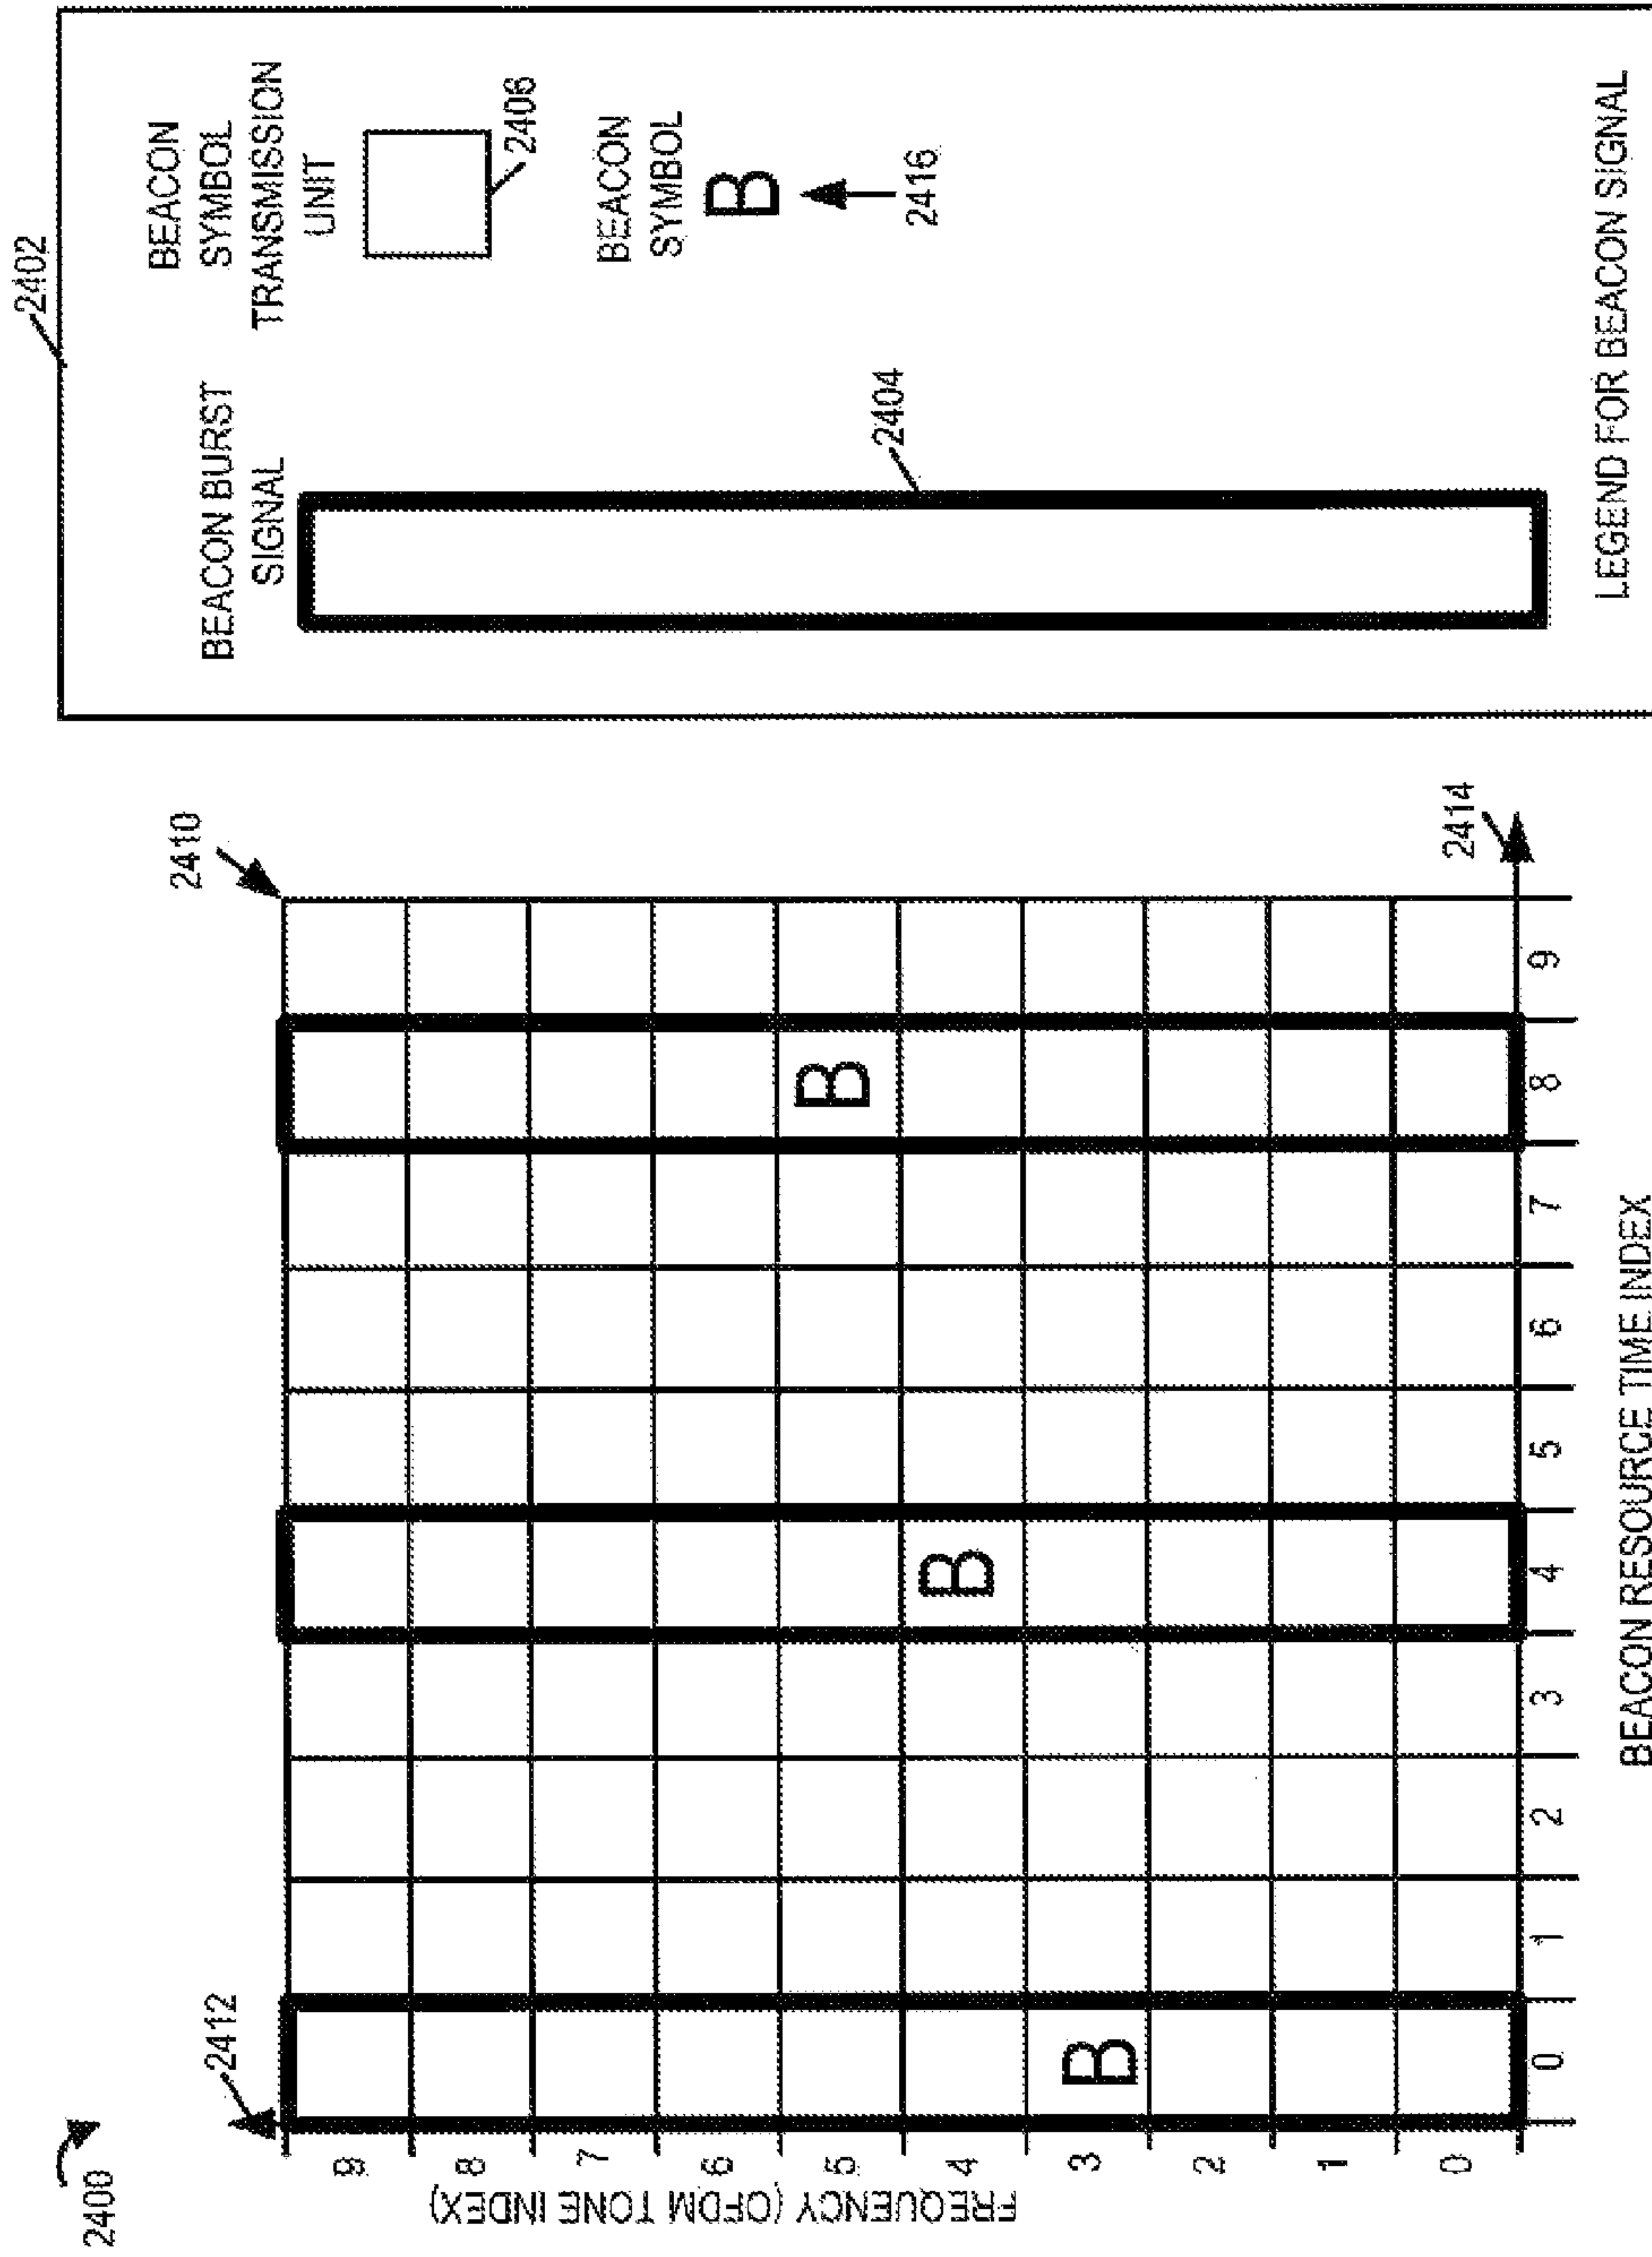 2400
2402
BEACON BURST
SIGNAL
2404
BEACON
SYMBOL
TRANSMISSION
UNIT
2406
BEACON
SYMBOL
B
2416
LEGEND FOR BEACON SIGNAL
2412
2410
FREQUENCY (OFDM TONE INDEX)
9
8
7
6
5
4
3
2
1
0
B
B
B
2414
0 1 2 3 4 5 6 7 8 9
BEACON RESOURCE TIME INDEX